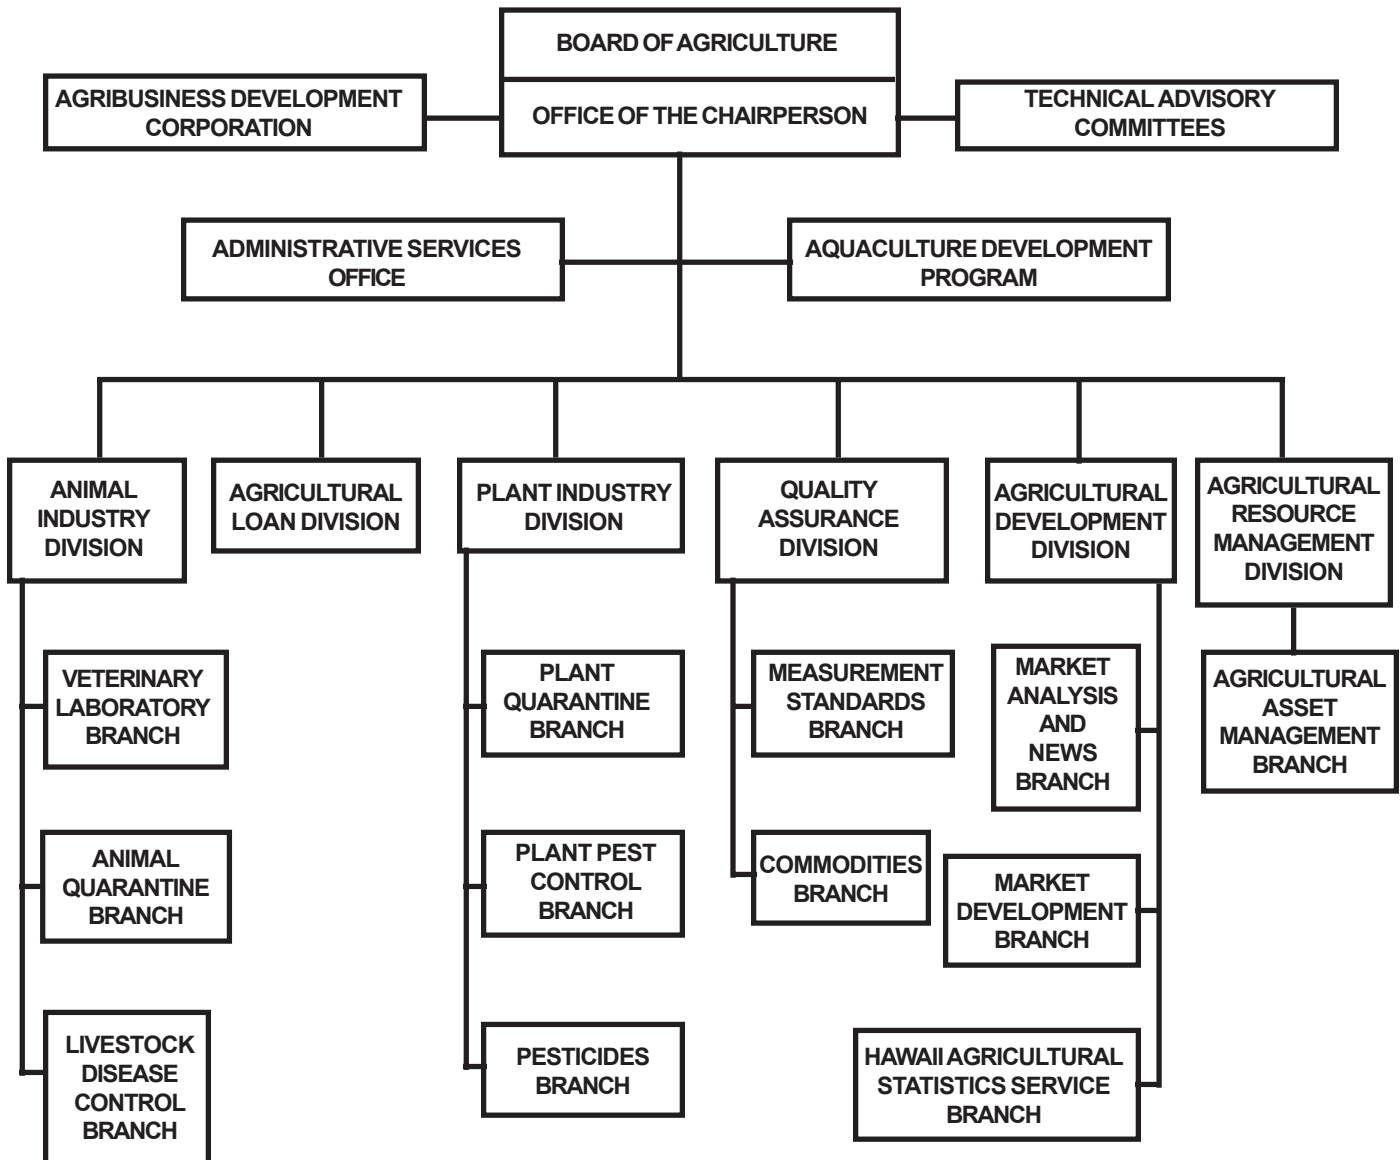 BOARD OF AGRICULTURE
AGRIBUSINESS DEVELOPMENT
CORPORATION
OFFICE OF THE CHAIRPERSON
TECHNICAL ADVISORY
COMMITTEES
ADMINISTRATIVE SERVICES
OFFICE
AQUACULTURE DEVELOPMENT
PROGRAM
ANIMAL
INDUSTRY
DIVISION
AGRICULTURAL
LOAN DIVISION
PLANT INDUSTRY
DIVISION
QUALITY
ASSURANCE
DIVISION
AGRICULTURAL
DEVELOPMENT
DIVISION
AGRICULTURAL
RESOURCE
MANAGEMENT
DIVISION
VETERINARY
LABORATORY
BRANCH
PLANT
QUARANTINE
BRANCH
MEASUREMENT
STANDARDS
BRANCH
MARKET
ANALYSIS
AND
NEWS
BRANCH
AGRICULTURAL
ASSET
MANAGEMENT
BRANCH
ANIMAL
QUARANTINE
BRANCH
PLANT PEST
CONTROL
BRANCH
COMMODITIES
BRANCH
MARKET
DEVELOPMENT
BRANCH
LIVESTOCK
DISEASE
CONTROL
BRANCH
PESTICIDES
BRANCH
HAWAII AGRICULTURAL
STATISTICS SERVICE
BRANCH